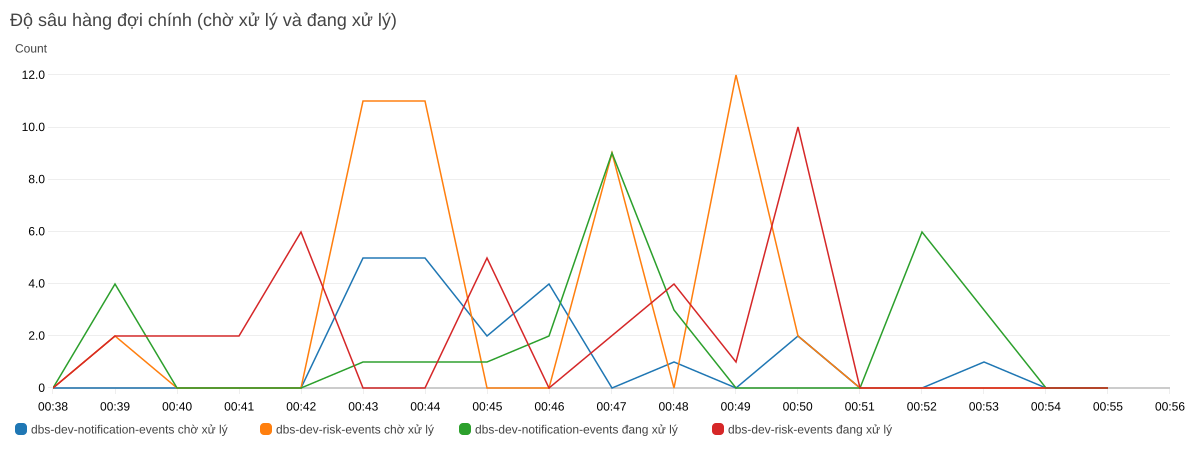 Độ sâu hàng đợi chính (chờ xử lý và đang xử lý)
Count
12.0
10.0
8.0
6.0
4.0
2.0
0
00:38 00:39 00:40 00:41 00:42 00:43 00:44 00:45 00:46 00:47 00:48 00:49 00:50 00:51 00:52 00:53 00:54 00:55 00:56
dbs-dev-notification-events chờ xử lý dbs-dev-risk-events chờ xử lý dbs-dev-notification-events đang xử lý dbs-dev-risk-events đang xử lý